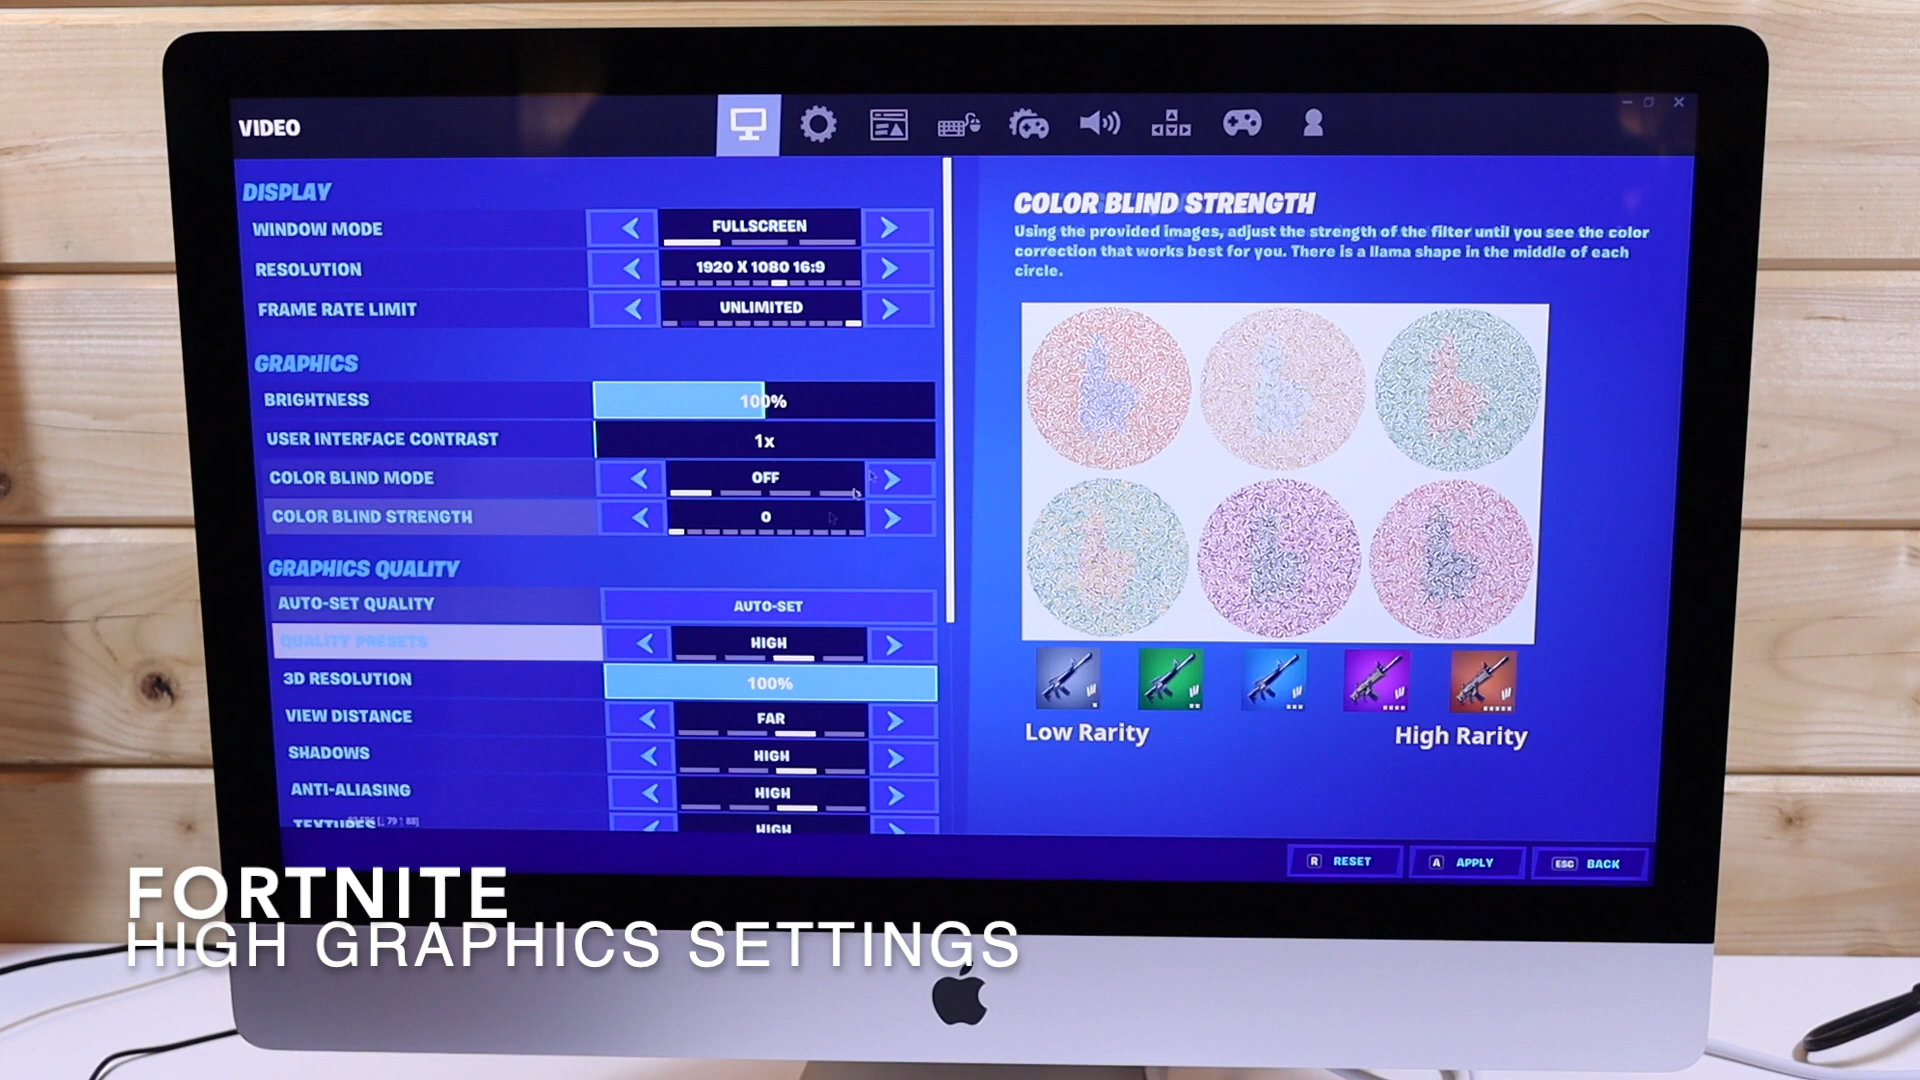 VIDEO
DISPLAY
WINDOW MODE
FULLSCREEN
RESOLUTION
1920 X 1080 16:9
FRAME RATE LIMIT
UNLIMITED
GRAPHICS
BRIGHTNESS
100%
USER INTERFACE CONTRAST
1x
COLOR BLIND MODE
OFF
COLOR BLIND STRENGTH
0
GRAPHICS QUALITY
AUTO-SET QUALITY
AUTO-SET
QUALITY PRESETS
HIGH
3D RESOLUTION
100%
VIEW DISTANCE
FAR
SHADOWS
HIGH
ANTI-ALIASING
HIGH
TEXTURES
HIGH
COLOR BLIND STRENGTH
Using the provided images, adjust the strength of the filter until you see the color
correction that works best for you. There is a llama shape in the middle of each
circle.
Low Rarity
High Rarity
R RESET
A APPLY
ESC BACK
FORTNITE
HIGH GRAPHICS SETTINGS